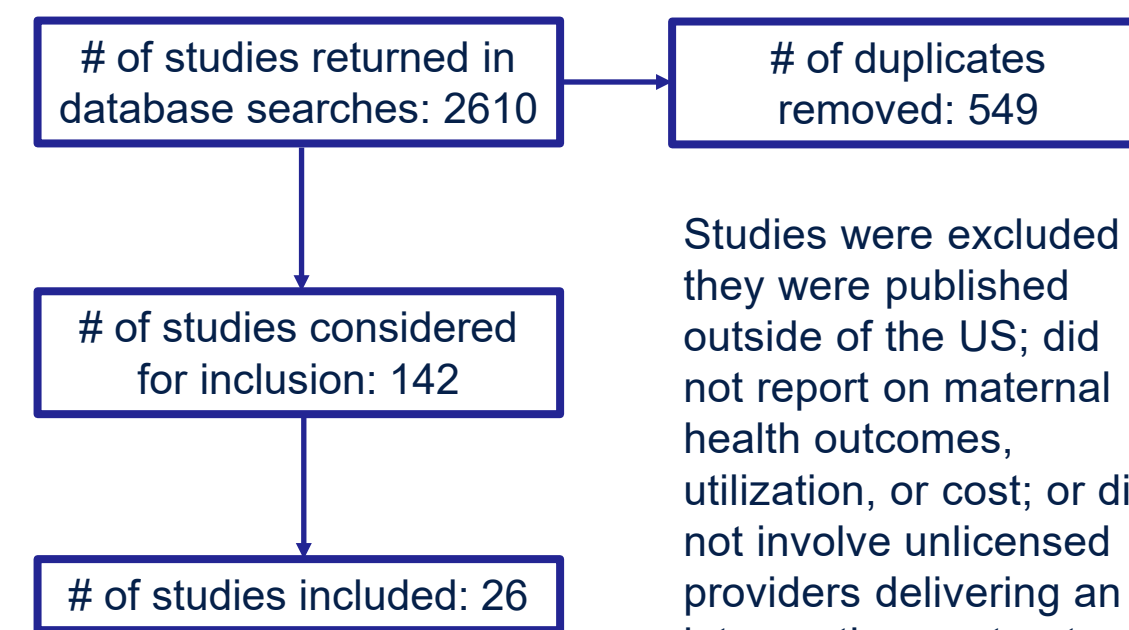 # of studies returned in
database searches: 2610
# of duplicates
removed: 549
Studies were excluded
they were published
outside of the US; did
not report on maternal
health outcomes,
utilization, or cost; or
not involve unlicensed
providers delivering an
# of studies considered
for inclusion: 142
# of studies included: 26